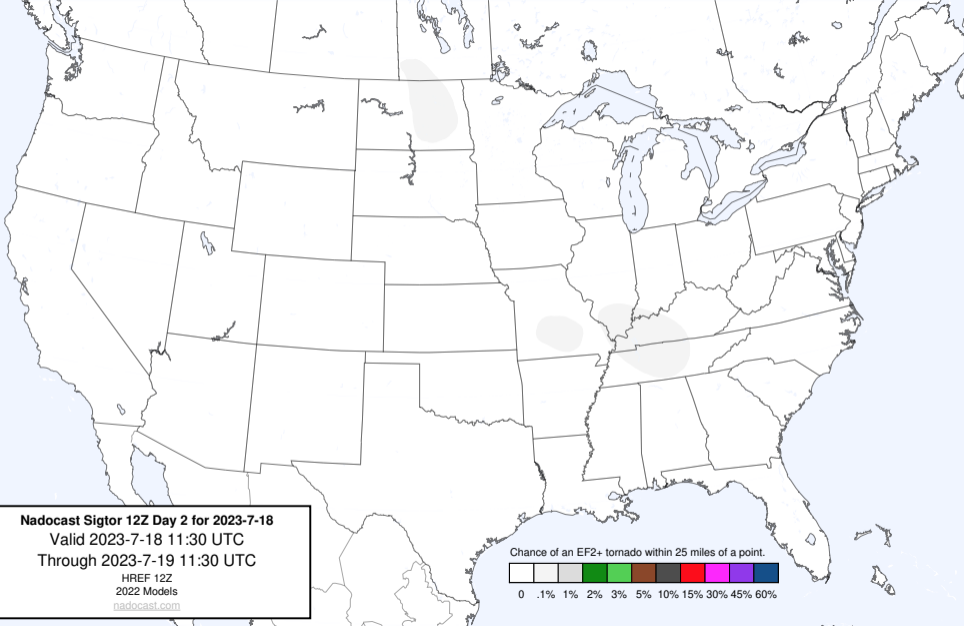 Nadocast Sigtor 12Z Day 2 for 2023-7-18
Valid 2023-7-18 11:30 UTC
Through 2023-7-19 11:30 UTC
HREF 12Z
2022 Models
nadocast.com
Chance of an EF2+ tornado within 25 miles of a point.
0 .1% 1% 2% 3% 5% 10% 15% 30% 45% 60%